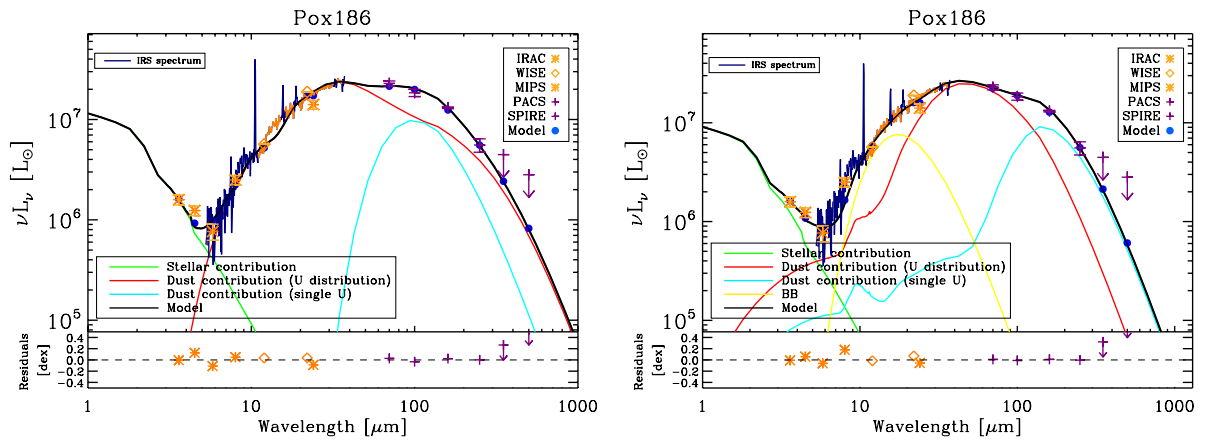 Pox186
IRS spectrum
IRAC
WISE
MIPS
PACS
SPIRE
Model
10⁷
10⁶
10⁵
νLν [L⊙]
Stellar contribution
Dust contribution (U distribution)
Dust contribution (single U)
Model
Residuals
[dex]
0.4
0.2
0.0
-0.2
-0.4
1
10
100
1000
Wavelength [μm]
Pox186
IRS spectrum
IRAC
WISE
MIPS
PACS
SPIRE
Model
10⁷
10⁶
10⁵
νLν [L⊙]
Stellar contribution
Dust contribution (U distribution)
Dust contribution (single U)
BB
Model
Residuals
[dex]
0.4
0.2
0.0
-0.2
-0.4
1
10
100
1000
Wavelength [μm]